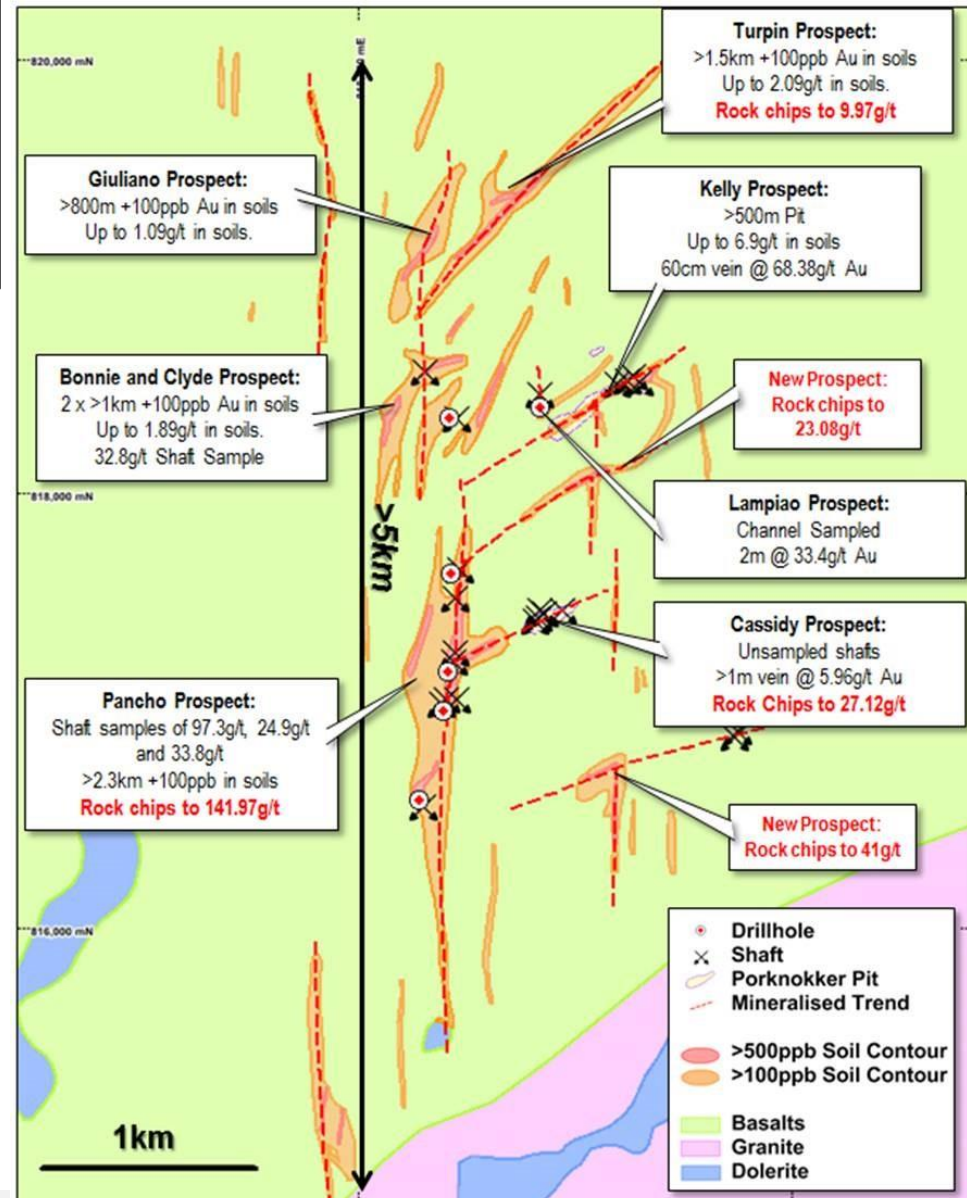 820,000 mN
mE
Turpin Prospect:
>1.5km +100ppb Au in soils
Up to 2.09g/t in soils.
Rock chips to 9.97g/t
Giuliano Prospect:
>800m +100ppb Au in soils
Up to 1.09g/t in soils.
Kelly Prospect:
>500m Pit
Up to 6.9g/t in soils
60cm vein @ 68.38g/t Au
Bonnie and Clyde Prospect:
2 x >1km +100ppb Au in soils
Up to 1.89g/t in soils.
32.8g/t Shaft Sample
New Prospect:
Rock chips to
23.08g/t
818,000 mN
>5km
Lampiao Prospect:
Channel Sampled
2m @ 33.4g/t Au
Cassidy Prospect:
Unsampled shafts
>1m vein @ 5.96g/t Au
Rock Chips to 27.12g/t
Pancho Prospect:
Shaft samples of 97.3g/t, 24.9g/t
and 33.8g/t
>2.3km +100ppb in soils
Rock chips to 141.97g/t
New Prospect:
Rock chips to 41g/t
816,000 mN
Drillhole
Shaft
Porknokker Pit
Mineralised Trend
>500ppb Soil Contour
>100ppb Soil Contour
Basalts
Granite
Dolerite
1km